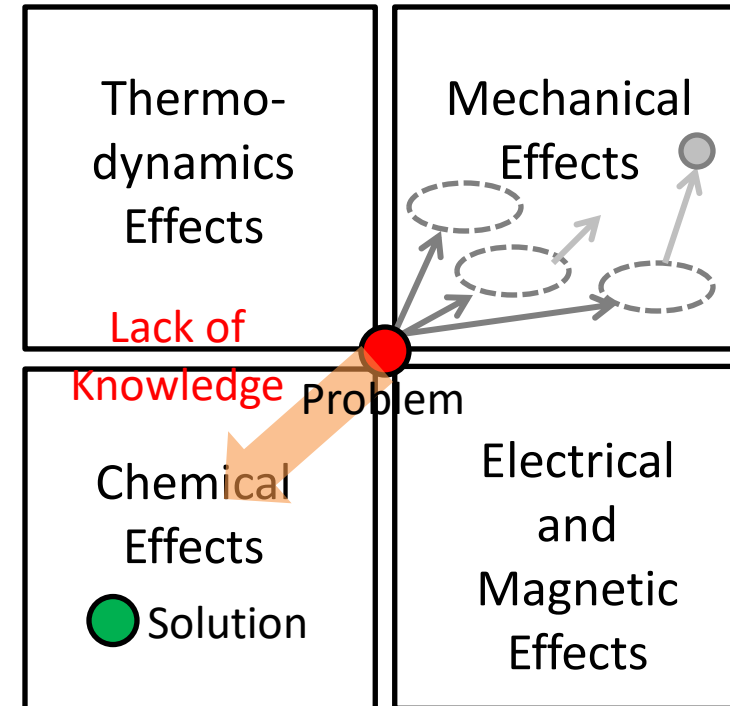 Thermo-
dynamics
Effects
Mechanical
Effects
Lack of
Knowledge
Problem
Chemical
Effects
Solution
Electrical
and
Magnetic
Effects